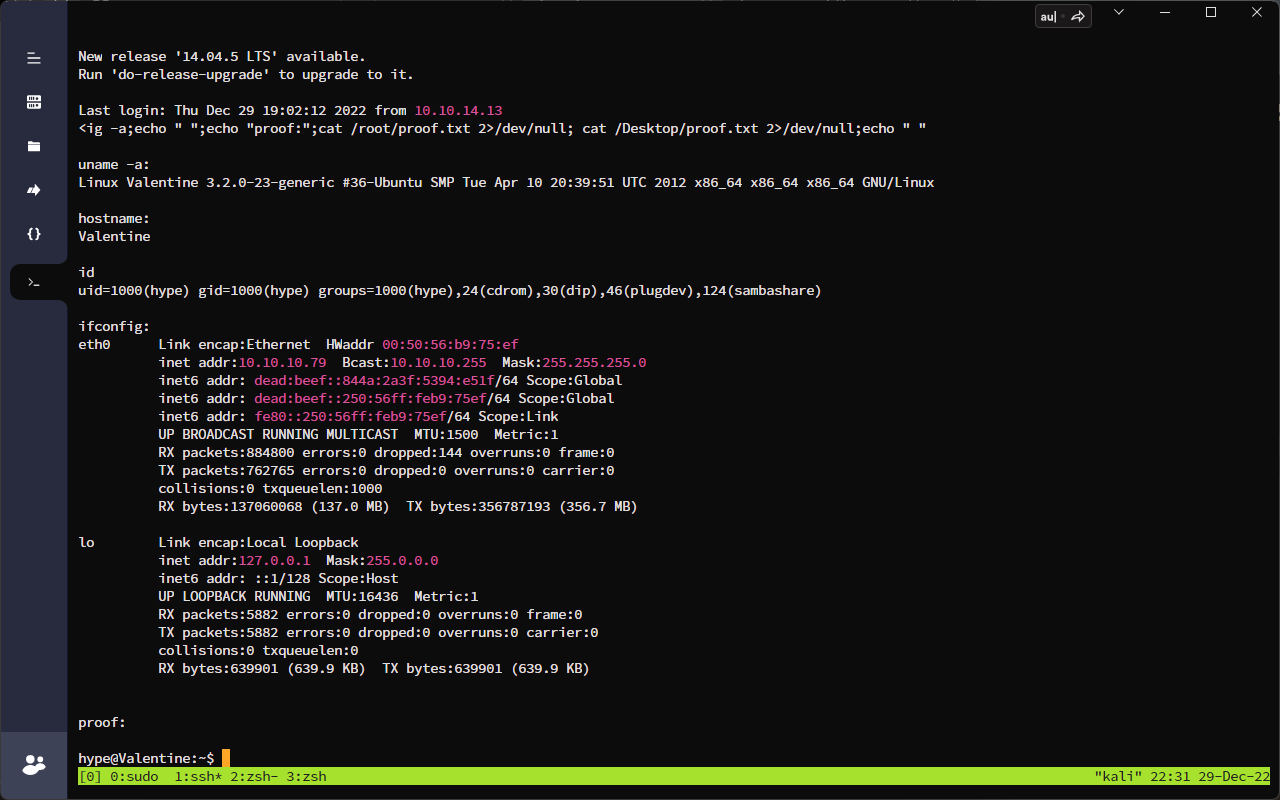 au|
New release '14.04.5 LTS' available.
Run 'do-release-upgrade' to upgrade to it.
Last login: Thu Dec 29 19:02:12 2022 from 10.10.14.13
<ig -a;echo " ";echo "proof:";cat /root/proof.txt 2>/dev/null; cat /Desktop/proof.txt 2>/dev/null;echo " "
uname -a:
Linux Valentine 3.2.0-23-generic #36-Ubuntu SMP Tue Apr 10 20:39:51 UTC 2012 x86_64 x86_64 x86_64 GNU/Linux
hostname:
Valentine
id
uid=1000(hype) gid=1000(hype) groups=1000(hype),24(cdrom),30(dip),46(plugdev),124(sambashare)
ifconfig:
eth0      Link encap:Ethernet  HWaddr 00:50:56:b9:75:ef
inet addr:10.10.10.79  Bcast:10.10.10.255  Mask:255.255.255.0
inet6 addr: dead:beef::844a:2a3f:5394:e51f/64 Scope:Global
inet6 addr: dead:beef::250:56ff:feb9:75ef/64 Scope:Global
inet6 addr: fe80::250:56ff:feb9:75ef/64 Scope:Link
UP BROADCAST RUNNING MULTICAST  MTU:1500  Metric:1
RX packets:884800 errors:0 dropped:144 overruns:0 frame:0
TX packets:762765 errors:0 dropped:0 overruns:0 carrier:0
collisions:0 txqueuelen:1000
RX bytes:137060068 (137.0 MB)  TX bytes:356787193 (356.7 MB)
lo        Link encap:Local Loopback
inet addr:127.0.0.1  Mask:255.0.0.0
inet6 addr: ::1/128 Scope:Host
UP LOOPBACK RUNNING  MTU:16436  Metric:1
RX packets:5882 errors:0 dropped:0 overruns:0 frame:0
TX packets:5882 errors:0 dropped:0 overruns:0 carrier:0
collisions:0 txqueuelen:0
RX bytes:639901 (639.9 KB)  TX bytes:639901 (639.9 KB)
proof:
hype@Valentine:~$
[0] 0:sudo  1:ssh* 2:zsh- 3:zsh "kali" 22:31 29-Dec-22